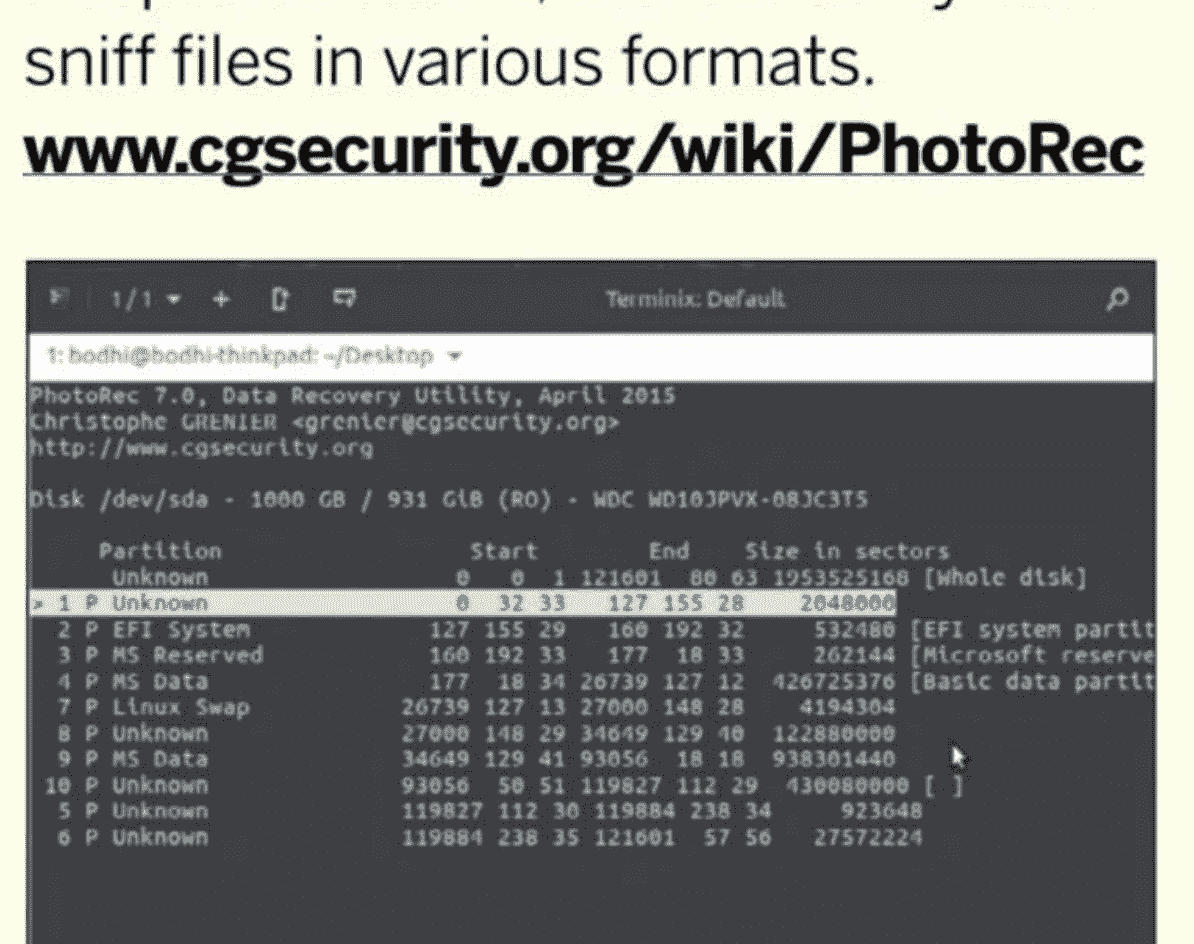 sniff files in various formats.
www.cgsecurity.org/wiki/PhotoRec
1/1
Terminix: Default
1: bodhi@bodhi-thinkpad: ~/Desktop
PhotoRec 7.0, Data Recovery Utility, April 2015
Christophe GRENIER <grenier@cgsecurity.org>
http://www.cgsecurity.org
Disk /dev/sda - 1000 GB / 931 GiB (RO) - WDC WD10JPVX-08JC3T5
Partition Start End Size in sectors
Unknown 0 0 1 121601 80 63 1953525168 [Whole disk]
> 1 P Unknown 0 32 33 127 155 28 2048000
2 P EFI System 127 155 29 160 192 32 532480 [EFI system partit
3 P MS Reserved 160 192 33 177 18 33 262144 [Microsoft reserve
4 P MS Data 177 18 34 26739 127 12 426725376 [Basic data partit
7 P Linux Swap 26739 127 13 27000 148 28 4194304
8 P Unknown 27000 148 29 34649 129 40 122880000
9 P MS Data 34649 129 41 93056 18 18 938301440
10 P Unknown 93056 50 51 119827 112 29 430080000 [ ]
5 P Unknown 119827 112 30 119884 238 34 923648
6 P Unknown 119884 238 35 121601 57 56 27572224